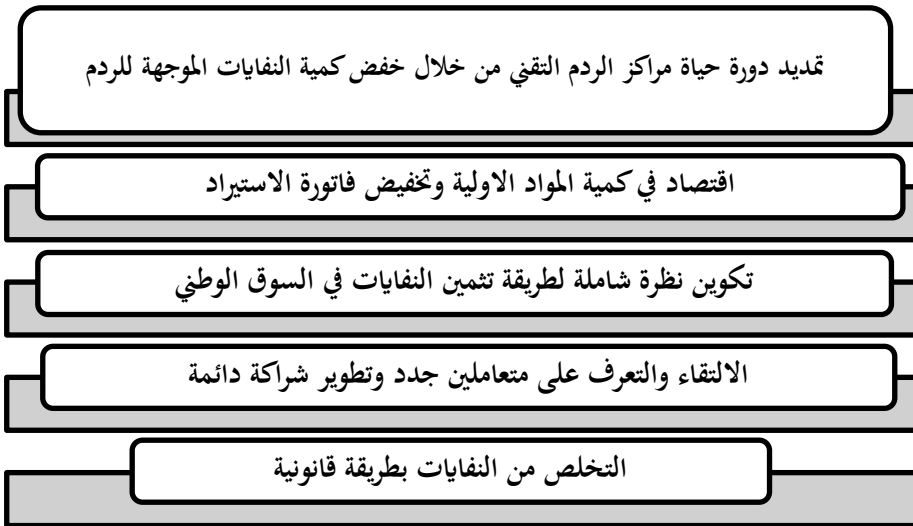 تمديد دورة حياة مراكز الردم التقني من خلال خفض كمية النفايات الموجهة للردم
اقتصاد في كمية المواد الاولية وتخفيض فاتورة الاستيراد
تكوين نظرة شاملة لطريقة تثمين النفايات في السوق الوطني
الالتقاء والتعرف على متعاملين جدد وتطوير شراكة دائمة
التخلص من النفايات بطريقة قانونية